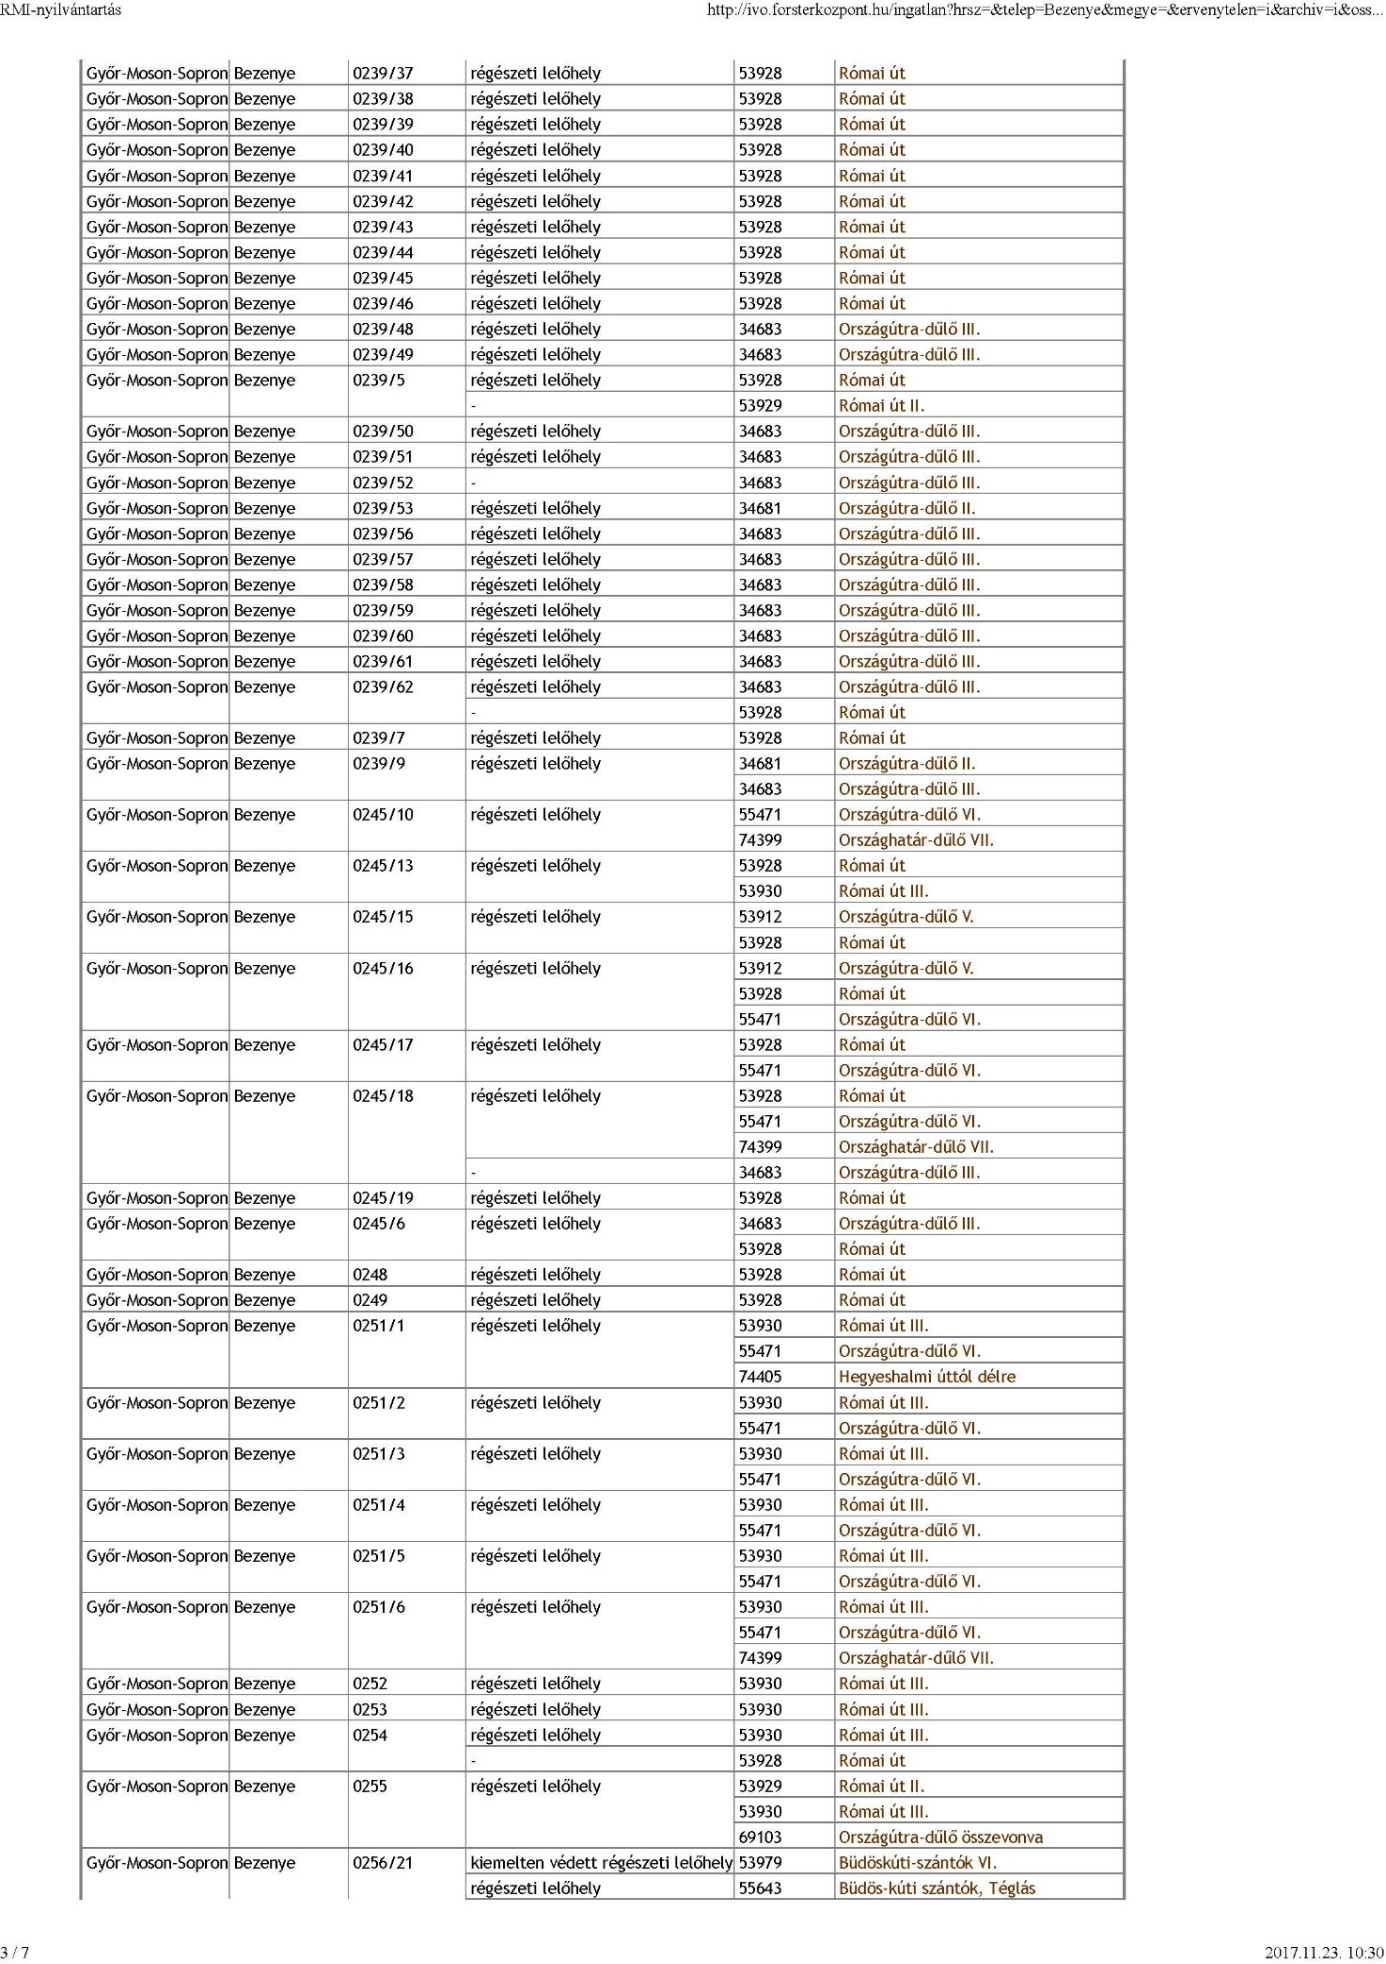 RMI-nyilvántartás http://ivo.forsterkozpont.hu/ingatlan?hrsz=&telep=Bezenye&megye=&ervenytelen=i&archiv=i&oss...
Győr-Moson-Sopron Bezenye 0239/37 régészeti lelőhely 53928 Római út
Győr-Moson-Sopron Bezenye 0239/38 régészeti lelőhely 53928 Római út
Győr-Moson-Sopron Bezenye 0239/39 régészeti lelőhely 53928 Római út
Győr-Moson-Sopron Bezenye 0239/40 régészeti lelőhely 53928 Római út
Győr-Moson-Sopron Bezenye 0239/41 régészeti lelőhely 53928 Római út
Győr-Moson-Sopron Bezenye 0239/42 régészeti lelőhely 53928 Római út
Győr-Moson-Sopron Bezenye 0239/43 régészeti lelőhely 53928 Római út
Győr-Moson-Sopron Bezenye 0239/44 régészeti lelőhely 53928 Római út
Győr-Moson-Sopron Bezenye 0239/45 régészeti lelőhely 53928 Római út
Győr-Moson-Sopron Bezenye 0239/46 régészeti lelőhely 53928 Római út
Győr-Moson-Sopron Bezenye 0239/48 régészeti lelőhely 34683 Országútra-dűlő III.
Győr-Moson-Sopron Bezenye 0239/49 régészeti lelőhely 34683 Országútra-dűlő III.
Győr-Moson-Sopron Bezenye 0239/5 régészeti lelőhely 53928 Római út
- 53929 Római út II.
Győr-Moson-Sopron Bezenye 0239/50 régészeti lelőhely 34683 Országútra-dűlő III.
Győr-Moson-Sopron Bezenye 0239/51 régészeti lelőhely 34683 Országútra-dűlő III.
Győr-Moson-Sopron Bezenye 0239/52 - 34683 Országútra-dűlő III.
Győr-Moson-Sopron Bezenye 0239/53 régészeti lelőhely 34681 Országútra-dűlő II.
Győr-Moson-Sopron Bezenye 0239/56 régészeti lelőhely 34683 Országútra-dűlő III.
Győr-Moson-Sopron Bezenye 0239/57 régészeti lelőhely 34683 Országútra-dűlő III.
Győr-Moson-Sopron Bezenye 0239/58 régészeti lelőhely 34683 Országútra-dűlő III.
Győr-Moson-Sopron Bezenye 0239/59 régészeti lelőhely 34683 Országútra-dűlő III.
Győr-Moson-Sopron Bezenye 0239/60 régészeti lelőhely 34683 Országútra-dűlő III.
Győr-Moson-Sopron Bezenye 0239/61 régészeti lelőhely 34683 Országútra-dűlő III.
Győr-Moson-Sopron Bezenye 0239/62 régészeti lelőhely 34683 Országútra-dűlő III.
- 53928 Római út
Győr-Moson-Sopron Bezenye 0239/7 régészeti lelőhely 53928 Római út
Győr-Moson-Sopron Bezenye 0239/9 régészeti lelőhely 34681 Országútra-dűlő II.
34683 Országútra-dűlő III.
Győr-Moson-Sopron Bezenye 0245/10 régészeti lelőhely 55471 Országútra-dűlő VI.
74399 Országhatár-dűlő VII.
Győr-Moson-Sopron Bezenye 0245/13 régészeti lelőhely 53928 Római út
53930 Római út III.
Győr-Moson-Sopron Bezenye 0245/15 régészeti lelőhely 53912 Országútra-dűlő V.
53928 Római út
Győr-Moson-Sopron Bezenye 0245/16 régészeti lelőhely 53912 Országútra-dűlő V.
53928 Római út
55471 Országútra-dűlő VI.
Győr-Moson-Sopron Bezenye 0245/17 régészeti lelőhely 53928 Római út
55471 Országútra-dűlő VI.
Győr-Moson-Sopron Bezenye 0245/18 régészeti lelőhely 53928 Római út
55471 Országútra-dűlő VI.
74399 Országhatár-dűlő VII.
- 34683 Országútra-dűlő III.
Győr-Moson-Sopron Bezenye 0245/19 régészeti lelőhely 53928 Római út
Győr-Moson-Sopron Bezenye 0245/6 régészeti lelőhely 34683 Országútra-dűlő III.
53928 Római út
Győr-Moson-Sopron Bezenye 0248 régészeti lelőhely 53928 Római út
Győr-Moson-Sopron Bezenye 0249 régészeti lelőhely 53928 Római út
Győr-Moson-Sopron Bezenye 0251/1 régészeti lelőhely 53930 Római út III.
55471 Országútra-dűlő VI.
74405 Hegyeshalmi úttól délre
Győr-Moson-Sopron Bezenye 0251/2 régészeti lelőhely 53930 Római út III.
55471 Országútra-dűlő VI.
Győr-Moson-Sopron Bezenye 0251/3 régészeti lelőhely 53930 Római út III.
55471 Országútra-dűlő VI.
Győr-Moson-Sopron Bezenye 0251/4 régészeti lelőhely 53930 Római út III.
55471 Országútra-dűlő VI.
Győr-Moson-Sopron Bezenye 0251/5 régészeti lelőhely 53930 Római út III.
55471 Országútra-dűlő VI.
Győr-Moson-Sopron Bezenye 0251/6 régészeti lelőhely 53930 Római út III.
55471 Országútra-dűlő VI.
74399 Országhatár-dűlő VII.
Győr-Moson-Sopron Bezenye 0252 régészeti lelőhely 53930 Római út III.
Győr-Moson-Sopron Bezenye 0253 régészeti lelőhely 53930 Római út III.
Győr-Moson-Sopron Bezenye 0254 régészeti lelőhely 53930 Római út III.
- 53928 Római út
Győr-Moson-Sopron Bezenye 0255 régészeti lelőhely 53929 Római út II.
53930 Római út III.
69103 Országútra-dűlő összevonva
Győr-Moson-Sopron Bezenye 0256/21 kiemelten védett régészeti lelőhely 53979 Büdöskúti-szántók VI.
régészeti lelőhely 55643 Büdös-kúti szántók, Téglás
3 / 7 2017.11.23. 10:30